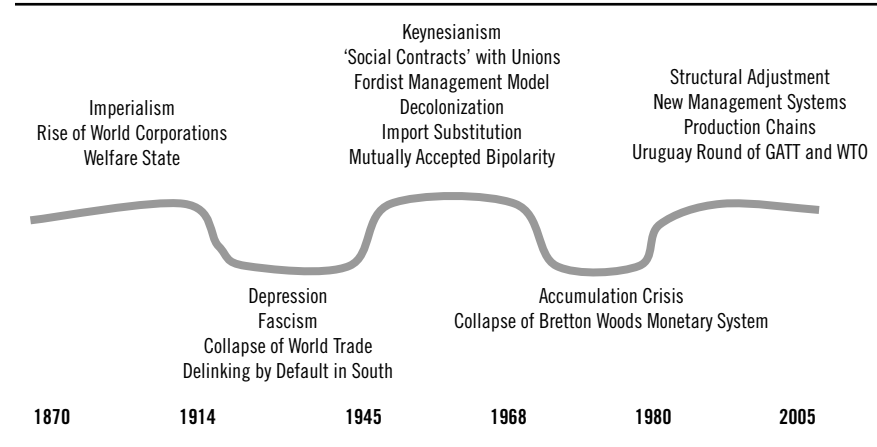 Imperialism
Rise of World Corporations
Welfare State
Keynesianism
‘Social Contracts’ with Unions
Fordist Management Model
Decolonization
Import Substitution
Mutually Accepted Bipolarity
Structural Adjustment
New Management Systems
Production Chains
Uruguay Round of GATT and WTO
Depression
Fascism
Collapse of World Trade
Delinking by Default in South
Accumulation Crisis
Collapse of Bretton Woods Monetary System
1870 1914 1945 1968 1980 2005